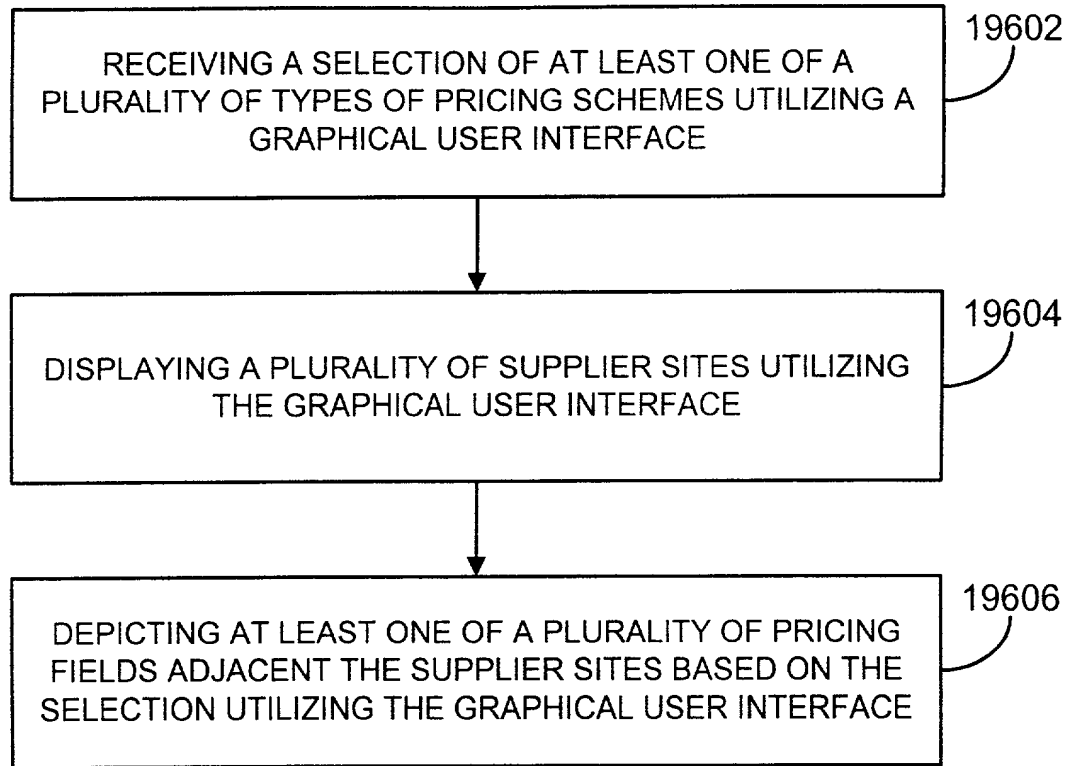 19602
RECEIVING A SELECTION OF AT LEAST ONE OF A
PLURALITY OF TYPES OF PRICING SCHEMES UTILIZING A
GRAPHICAL USER INTERFACE
19604
DISPLAYING A PLURALITY OF SUPPLIER SITES UTILIZING
THE GRAPHICAL USER INTERFACE
19606
DEPICTING AT LEAST ONE OF A PLURALITY OF PRICING
FIELDS ADJACENT THE SUPPLIER SITES BASED ON THE
SELECTION UTILIZING THE GRAPHICAL USER INTERFACE